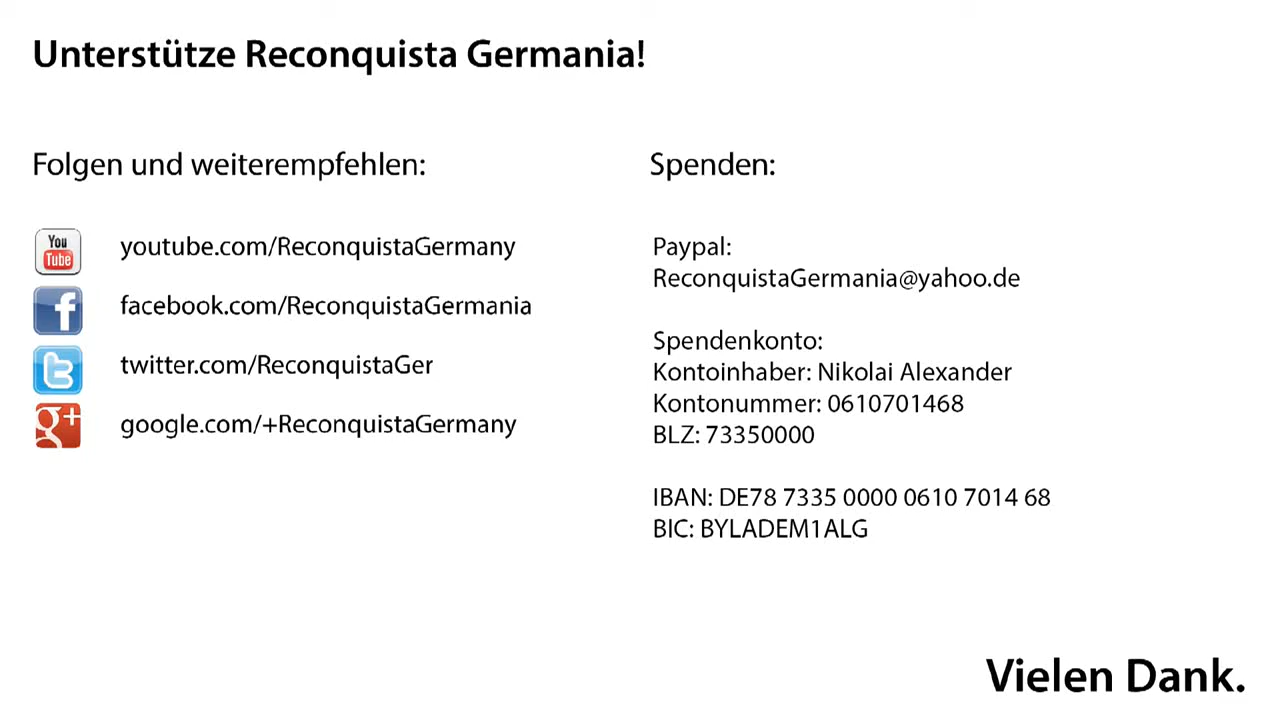 Unterstütze Reconquista Germania!
Folgen und weiterempfehlen:
You
Tube
youtube.com/ReconquistaGermany
f
facebook.com/ReconquistaGermania
t
twitter.com/ReconquistaGer
g+
google.com/+ReconquistaGermany
Spenden:
Paypal:
ReconquistaGermania@yahoo.de
Spendenkonto:
Kontoinhaber: Nikolai Alexander
Kontonummer: 0610701468
BLZ: 73350000
IBAN: DE78 7335 0000 0610 7014 68
BIC: BYLADEM1ALG
Vielen Dank.